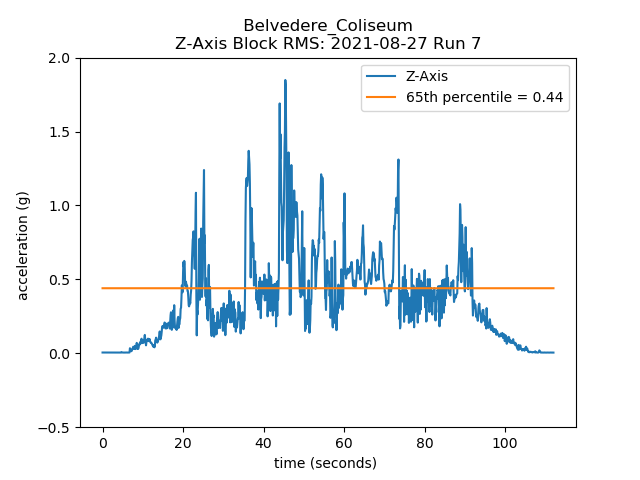 Belvedere_Coliseum
Z-Axis Block RMS: 2021-08-27 Run 7
Z-Axis
65th percentile = 0.44
2.0
1.5
1.0
0.5
0.0
−0.5
acceleration (g)
0 20 40 60 80 100
time (seconds)